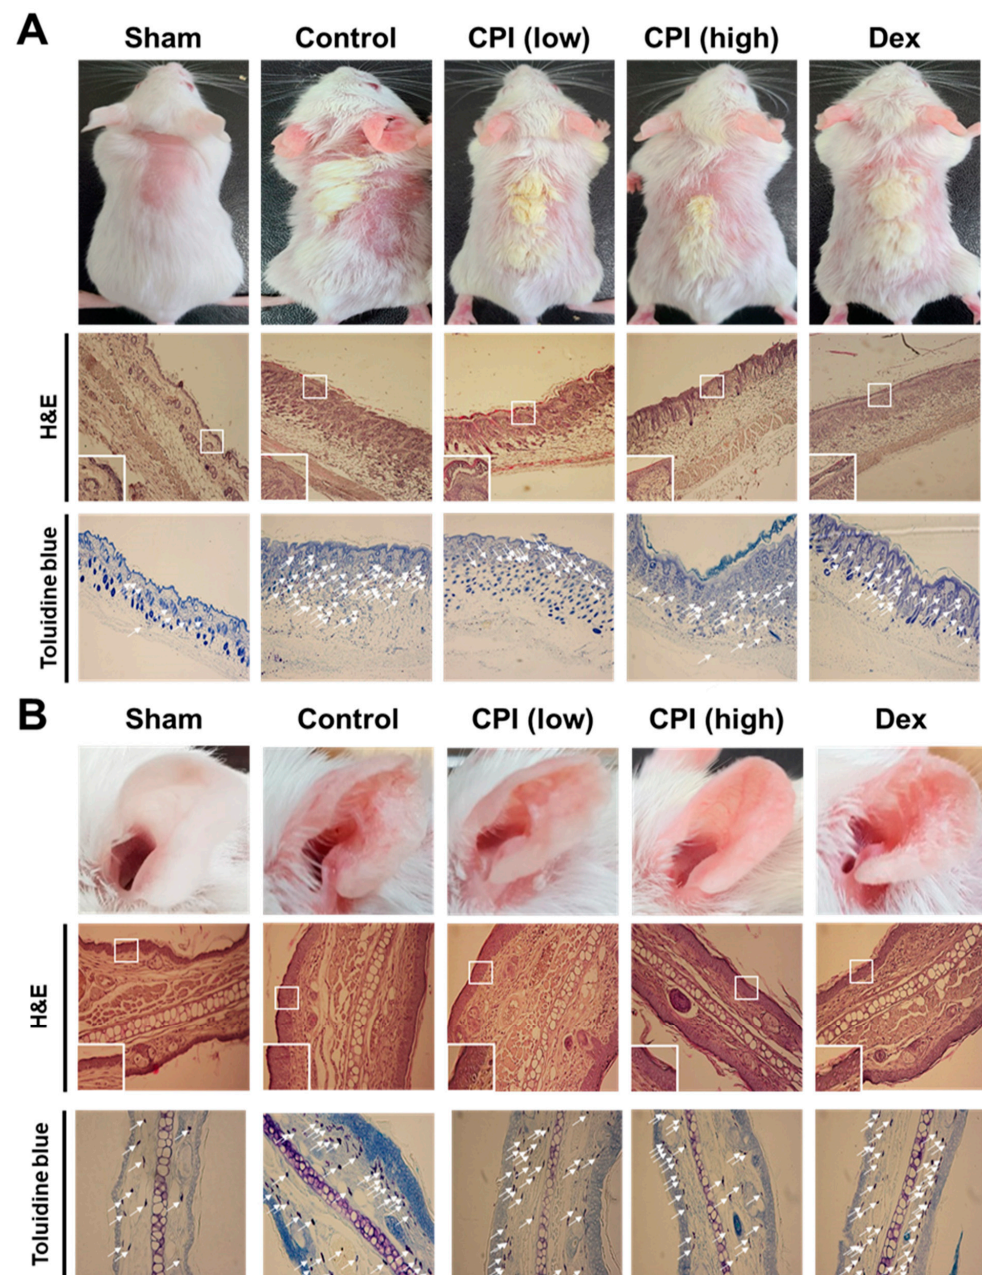 A
Sham Control CPI (low) CPI (high) Dex
H&E
Toluidine blue
B
Sham Control CPI (low) CPI (high) Dex
H&E
Toluidine blue